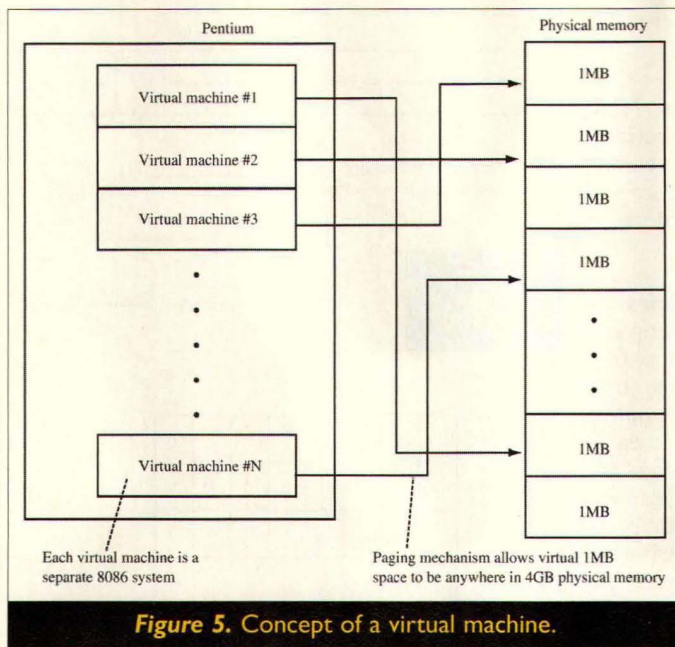 Pentium
Physical memory
Virtual machine #1
Virtual machine #2
Virtual machine #3
Virtual machine #N
1MB
1MB
1MB
1MB
1MB
1MB
Each virtual machine is a
separate 8086 system
Paging mechanism allows virtual 1MB
space to be anywhere in 4GB physical memory
Figure 5. Concept of a virtual machine.